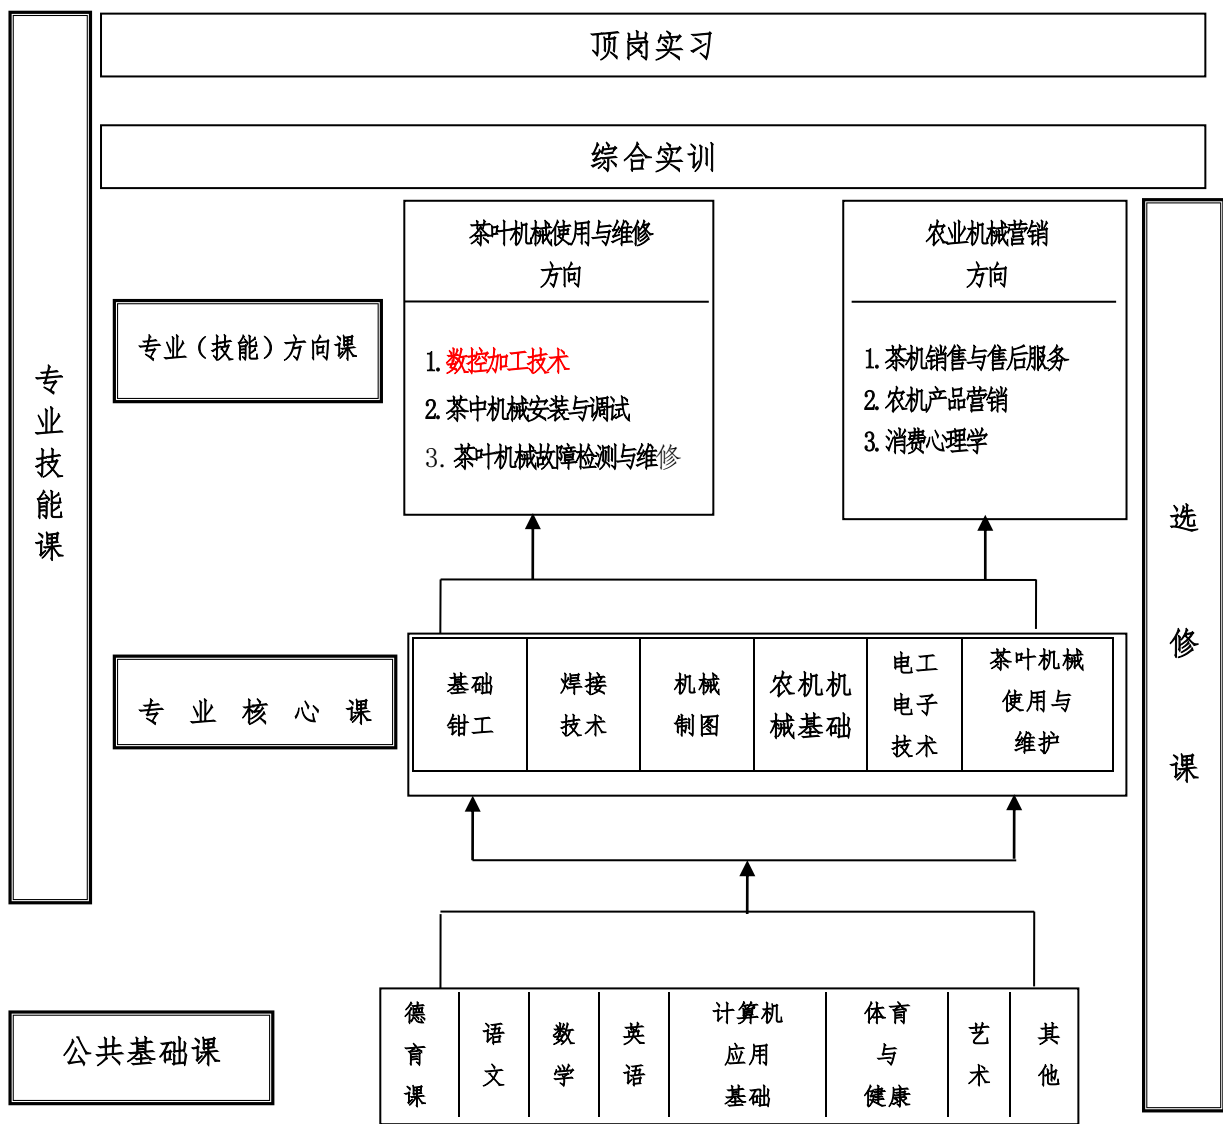 顶岗实习
综合实训
专
业
技
能
课
茶叶机械使用与维修
方向
农业机械营销
方向
专业（技能）方向课
1.数控加工技术
2.茶中机械安装与调试
3.茶叶机械故障检测与维修
1.茶机销售与售后服务
2.农机产品营销
3.消费心理学
选
修
课
专业核心课
基础
钳工
焊接
技术
机械
制图
农机机
械基础
电工
电子
技术
茶叶机械
使用与
维护
公共基础课
德
育
课
语
文
数
学
英
语
计算机
应用
基础
体育
与
健康
艺
术
其
他